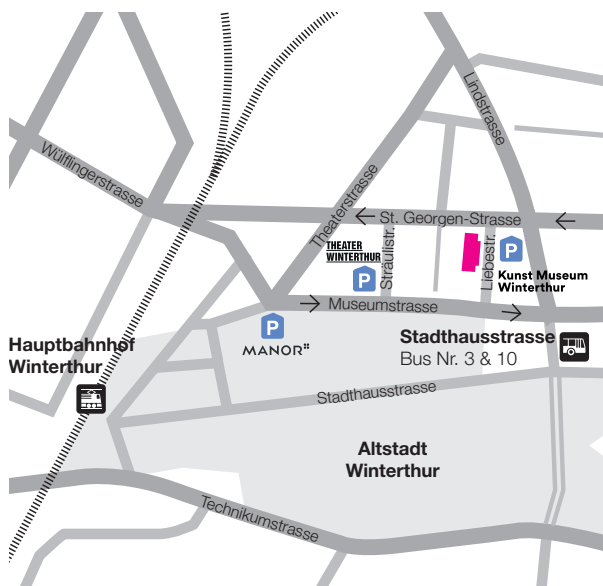 Lindstrasse
Wülflingerstrasse
Theaterstrasse
St. Georgen-Strasse
THEATER
WINTERTHUR
P
Sträulistr.
Liebestr.
P
Kunst Museum
Winterthur
Museumstrasse
P
MANOR
Hauptbahnhof
Winterthur
Stadthausstrasse
Bus Nr. 3 & 10
Stadthausstrasse
Altstadt
Winterthur
Technikumstrasse